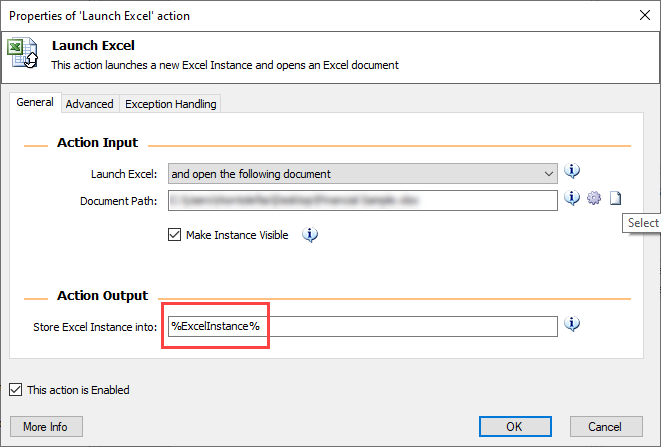 Properties of 'Launch Excel' action
Launch Excel
This action launches a new Excel Instance and opens an Excel document
General Advanced Exception Handling
Action Input
Launch Excel: and open the following document
Document Path:
Select
Make Instance Visible
Action Output
Store Excel Instance into: %ExcelInstance%
This action is Enabled
More Info OK Cancel